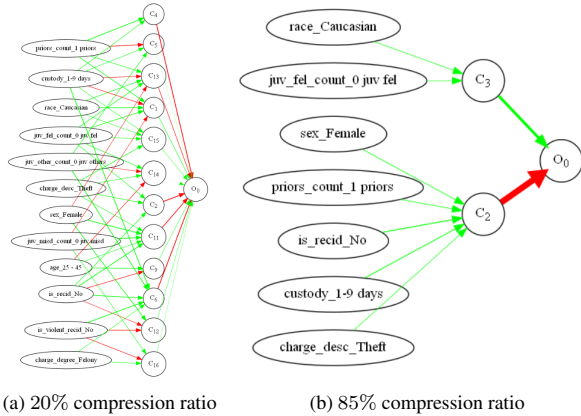 priors_count_1 priors
custody_1-9 days
race_Caucasian
juv_fel_count_0 juv fel
juv_other_count_0 juv others
charge_desc_Theft
sex_Female
juv_misd_count_0 juv misd
age_25 - 45
is_recid_No
is_violent_recid_No
charge_degree_Felony
C4
C5
C13
C1
C15
C14
C2
C11
C9
C6
C12
C16
O0
(a) 20% compression ratio
race_Caucasian
juv_fel_count_0 juv fel
sex_Female
priors_count_1 priors
is_recid_No
custody_1-9 days
charge_desc_Theft
C3
C2
O0
(b) 85% compression ratio